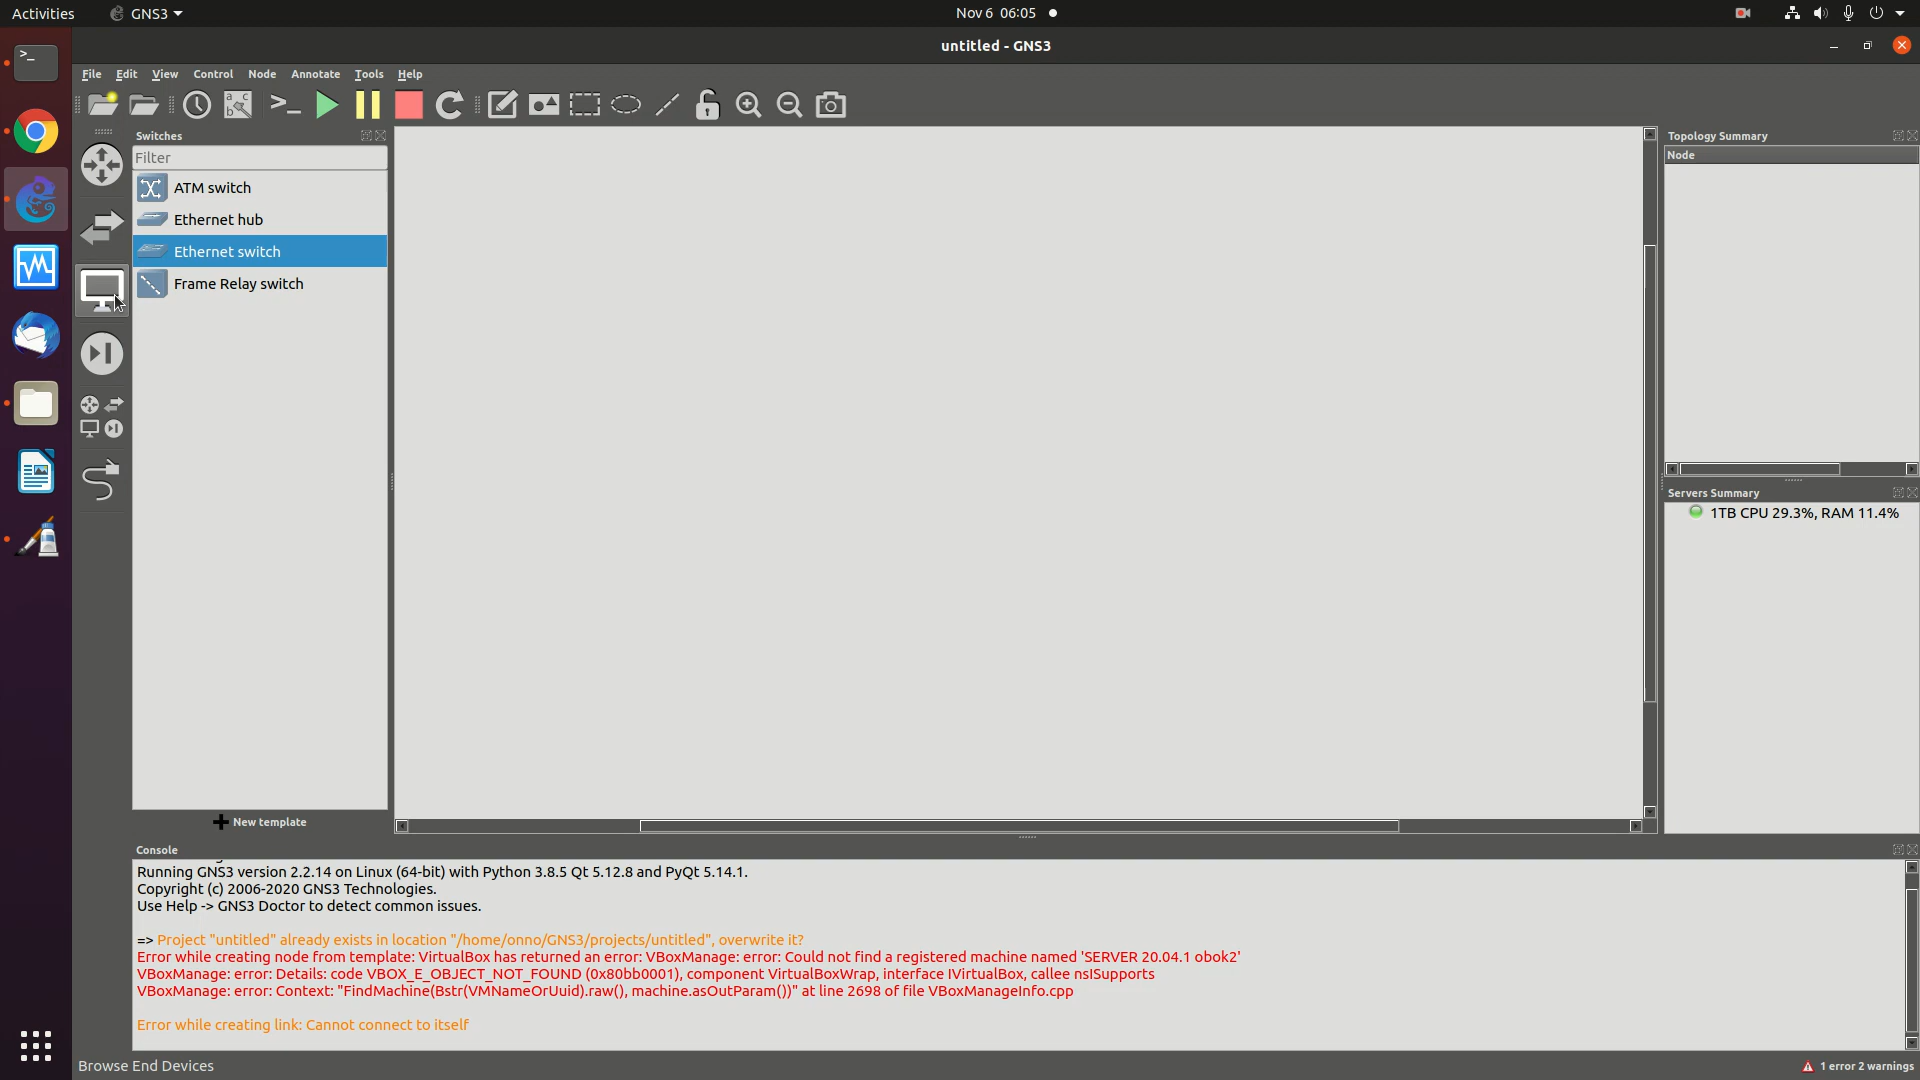 Activities GNS3 Nov 6 06:05
untitled - GNS3
File Edit View Control Node Annotate Tools Help
Switches
Filter
ATM switch
Ethernet hub
Ethernet switch
Frame Relay switch
New template
Topology Summary
Node
Servers Summary
1TB CPU 29.3%, RAM 11.4%
Console
Running GNS3 version 2.2.14 on Linux (64-bit) with Python 3.8.5 Qt 5.12.8 and PyQt 5.14.1.
Copyright (c) 2006-2020 GNS3 Technologies.
Use Help -> GNS3 Doctor to detect common issues.
=> Project "untitled" already exists in location "/home/onno/GNS3/projects/untitled", overwrite it?
Error while creating node from template: VirtualBox has returned an error: VBoxManage: error: Could not find a registered machine named 'SERVER 20.04.1 obok2'
VBoxManage: error: Details: code VBOX_E_OBJECT_NOT_FOUND (0x80bb0001), component VirtualBoxWrap, interface IVirtualBox, callee nsISupports
VBoxManage: error: Context: "FindMachine(Bstr(VMNameOrUuid).raw(), machine.asOutParam())" at line 2698 of file VBoxManageInfo.cpp
Error while creating link: Cannot connect to itself
Browse End Devices
1 error 2 warnings